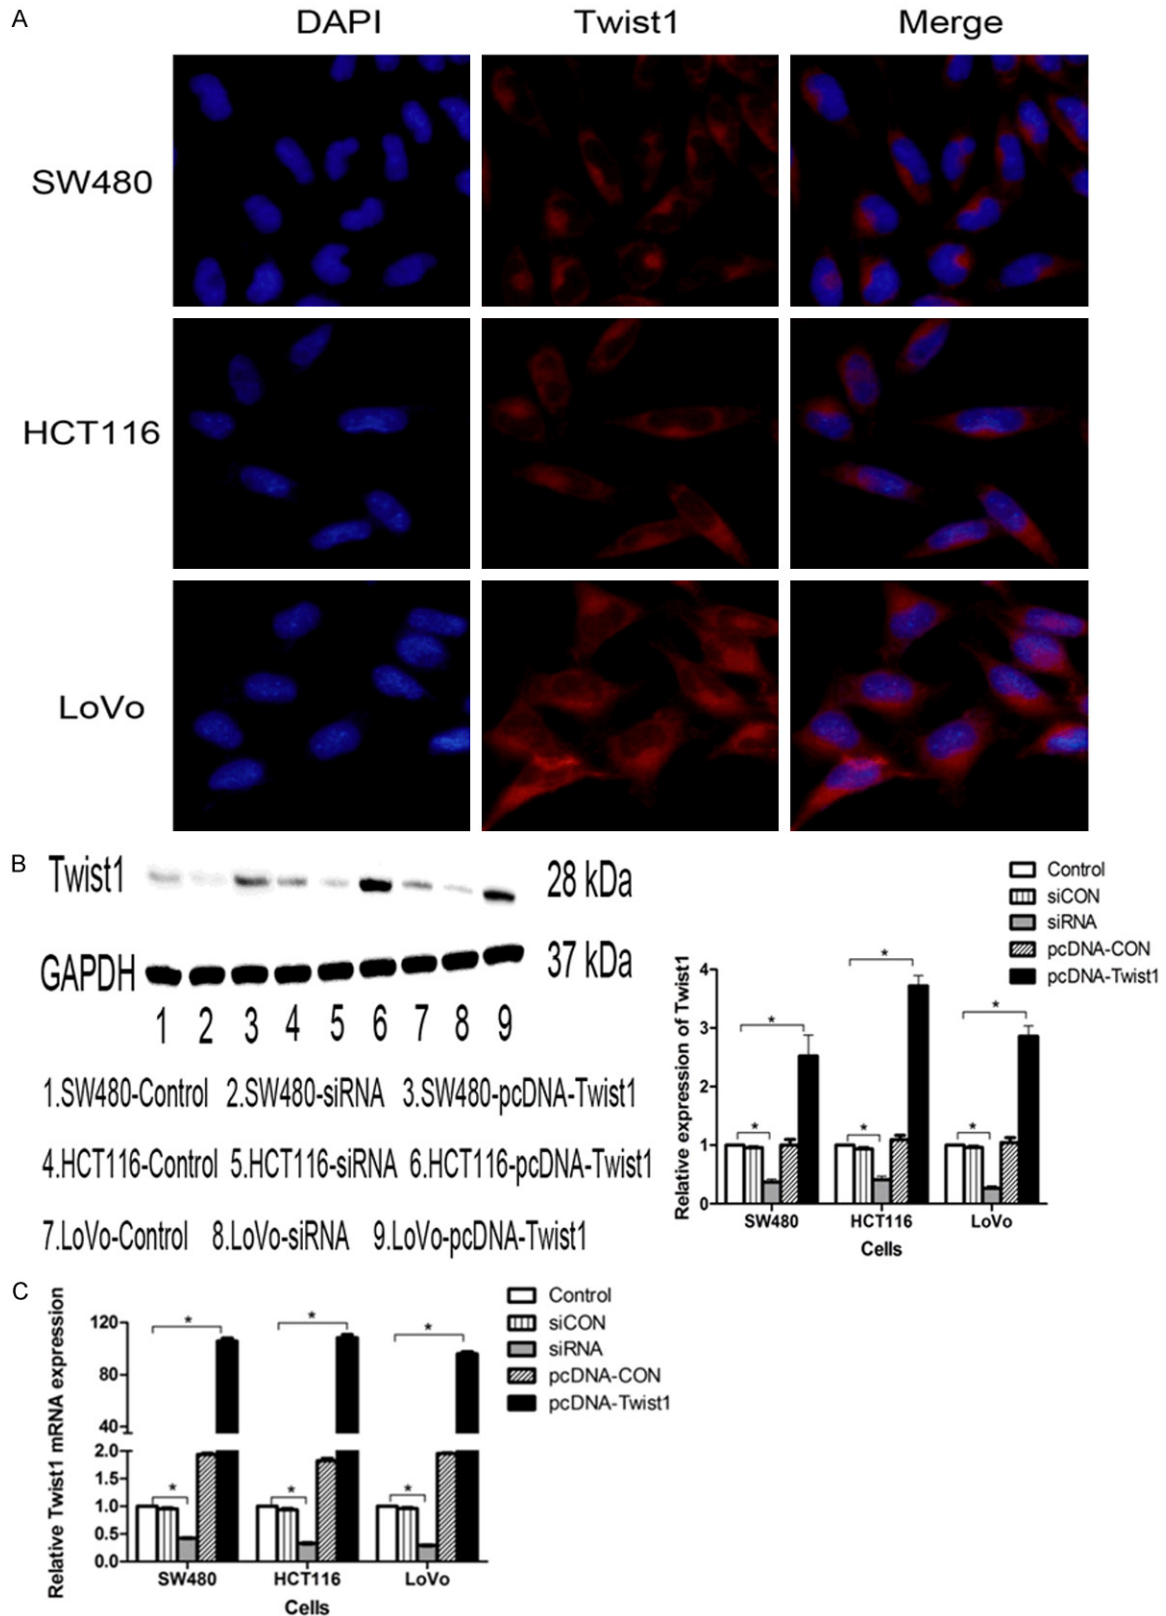 A
DAPI Twist1 Merge
SW480
HCT116
LoVo
B
Twist1 28 kDa
GAPDH 37 kDa
1 2 3 4 5 6 7 8 9
1.SW480-Control 2.SW480-siRNA 3.SW480-pcDNA-Twist1
4.HCT116-Control 5.HCT116-siRNA 6.HCT116-pcDNA-Twist1
7.LoVo-Control 8.LoVo-siRNA 9.LoVo-pcDNA-Twist1
Control
siCON
siRNA
pcDNA-CON
pcDNA-Twist1
Relative expression of Twist1
4
3
2
1
0
* * * * * *
SW480 HCT116 LoVo
Cells
C
Relative Twist1 mRNA expression
120
80
40
2.0
1.5
1.0
0.5
0.0
* * * * * *
SW480 HCT116 LoVo
Cells
Control
siCON
siRNA
pcDNA-CON
pcDNA-Twist1